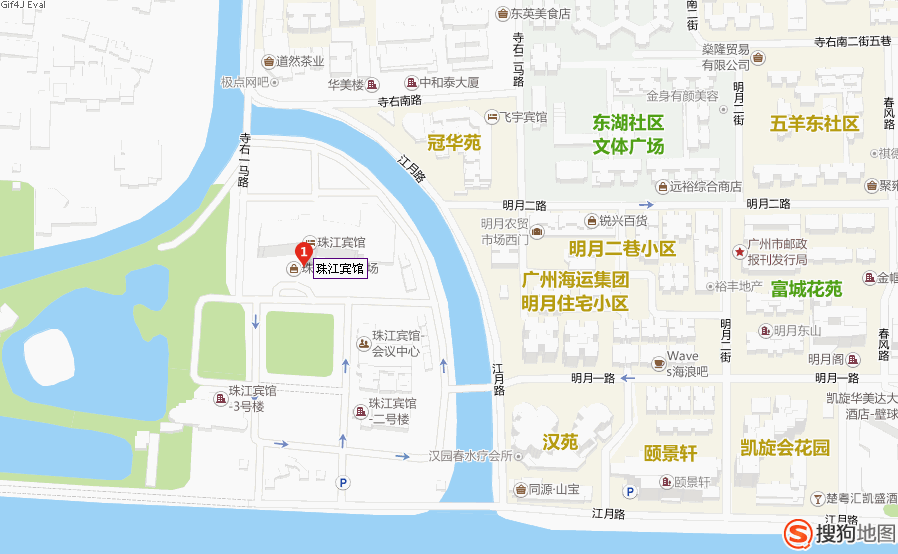 Gif4J Eval
东英美食店
寺右南二街五巷
燊隆贸易
有限公司
道然茶业
极点网吧
华美楼
中和泰大厦
寺右南路
寺右二马路
飞宇宾馆
金身有颜美容
明月二街
春风路
冠华苑
东湖社区
文体广场
五羊东社区
寺右一马路
江月路
远裕综合商店
明月二路
明月二路
明月农贸
市场西门
锐兴百货
明月二巷小区
广州市邮政
报刊发行局
珠江宾馆
1
珠江宾馆
场
广州海运集团
明月住宅小区
裕丰地产
富城花苑
明月二街
明月东山
春风路
珠江宾馆-
会议中心
Wave
s海浪吧
明月阁
江月路
明月一路
明月一路
珠江宾馆
-3号楼
珠江宾馆
-二号楼
凯旋华美达大
酒店-壁球
汉苑
颐景轩
凯旋会花园
汉园春水疗会所
P
同源·山宝
P
颐景轩
楚粤汇凯盛酒
江月路
江月路
搜狗地图